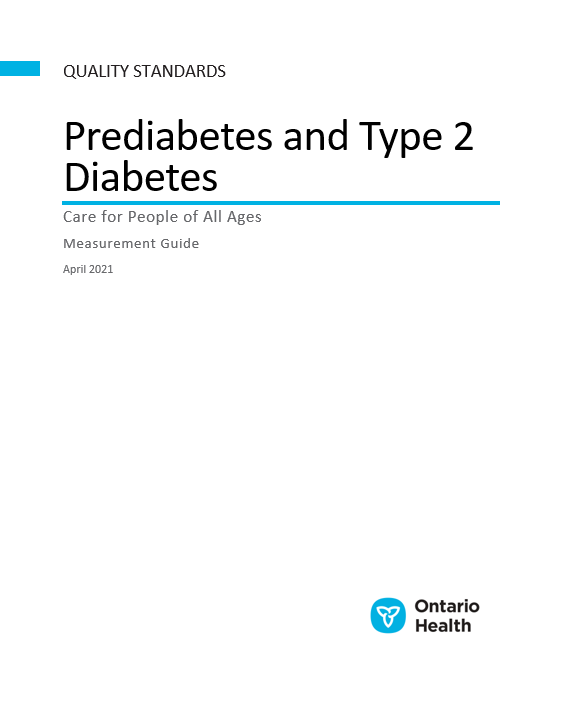 QUALITY STANDARDS
Prediabetes and Type 2
Diabetes
Care for People of All Ages
Measurement Guide
April 2021
Ontario
Health